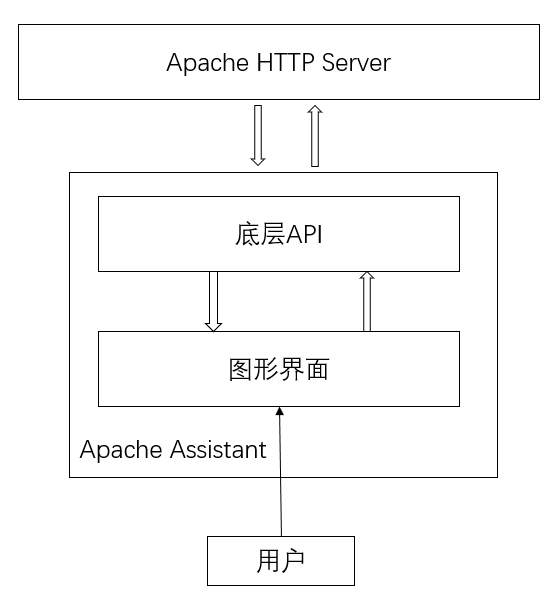 Apache HTTP Server
底层API
图形界面
Apache Assistant
用户